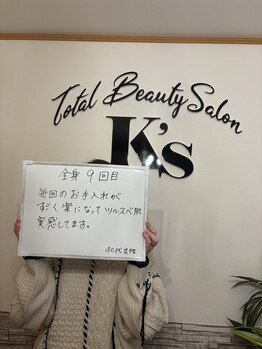 Total Beauty Salon
K's
全身 9回目
毎回のお手入れが
すごく楽になってツルスベ肌
実感してます。
40代女性